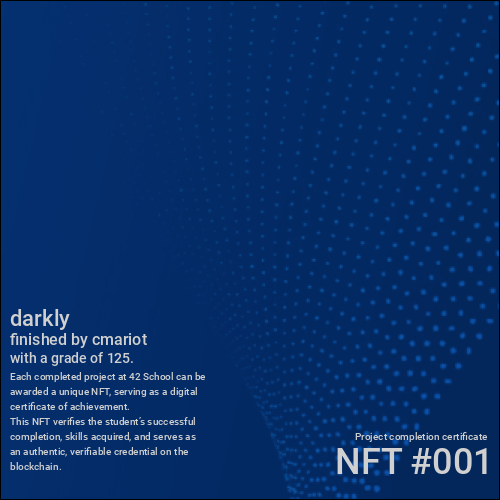 darkly
finished by cmariot
with a grade of 125.
Each completed project at 42 School can be
awarded a unique NFT, serving as a digital
certificate of achievement.
This NFT verifies the student's successful
completion, skills acquired, and serves as
an authentic, verifiable credential on the
blockchain.
Project completion certificate
NFT #001